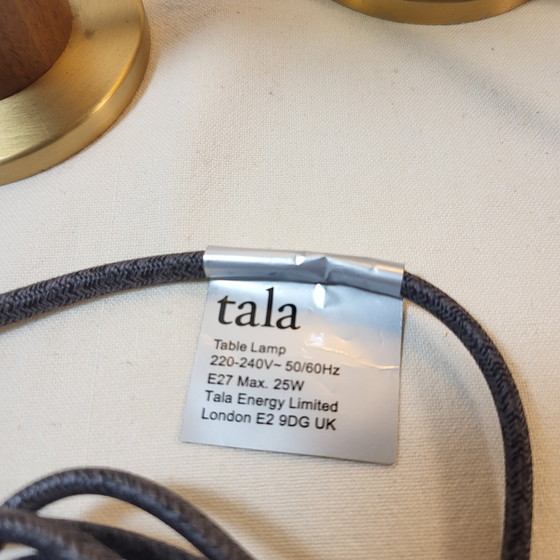 tala
Table Lamp
220-240V~ 50/60Hz
E27 Max. 25W
Tala Energy Limited
London E2 9DG UK